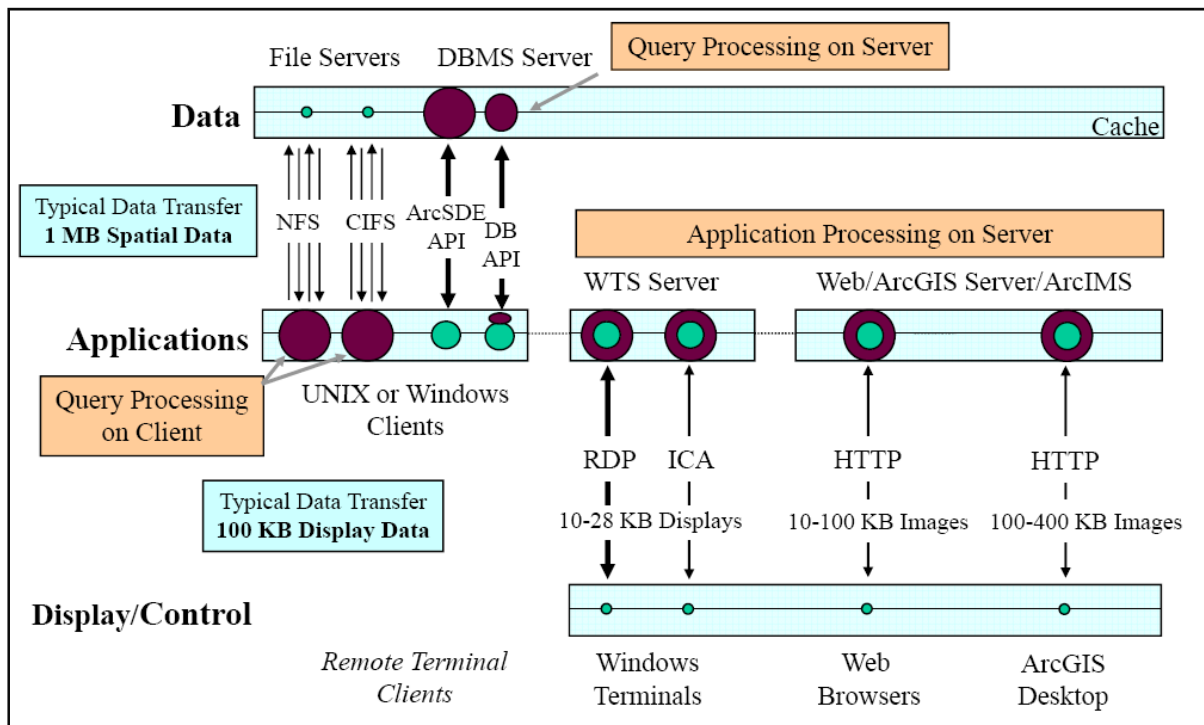 File Servers
DBMS Server
Query Processing on Server
Data
Cache
Typical Data Transfer
1 MB Spatial Data
NFS
CIFS
ArcSDE
API
DB
API
Application Processing on Server
WTS Server
Web/ArcGIS Server/ArcIMS
Applications
Query Processing
on Client
UNIX or Windows
Clients
RDP
ICA
HTTP
HTTP
Typical Data Transfer
100 KB Display Data
10-28 KB Displays
10-100 KB Images
100-400 KB Images
Display/Control
Remote Terminal
Clients
Windows
Terminals
Web
Browsers
ArcGIS
Desktop